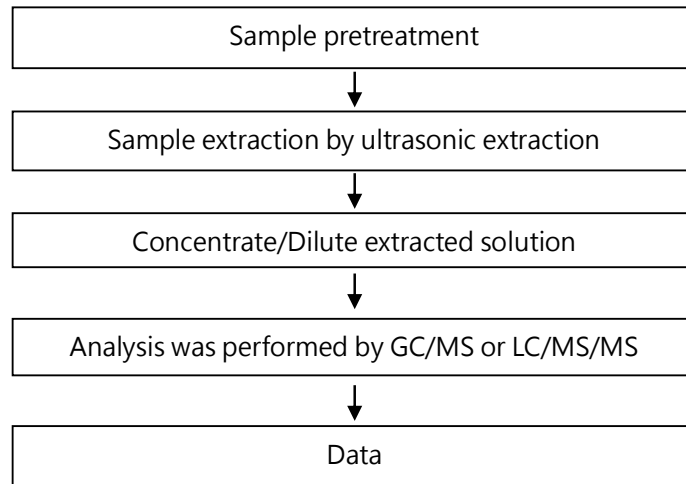 Sample pretreatment
Sample extraction by ultrasonic extraction
Concentrate/Dilute extracted solution
Analysis was performed by GC/MS or LC/MS/MS
Data